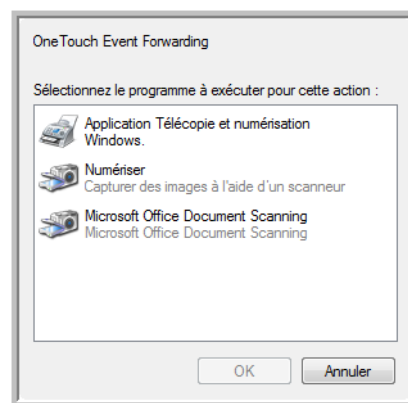 OneTouch Event Forwarding
Sélectionnez le programme à exécuter pour cette action :
Application Télécopie et numérisation
Windows.
Numériser
Capturer des images à l'aide d'un scanneur
Microsoft Office Document Scanning
Microsoft Office Document Scanning
OK
Annuler